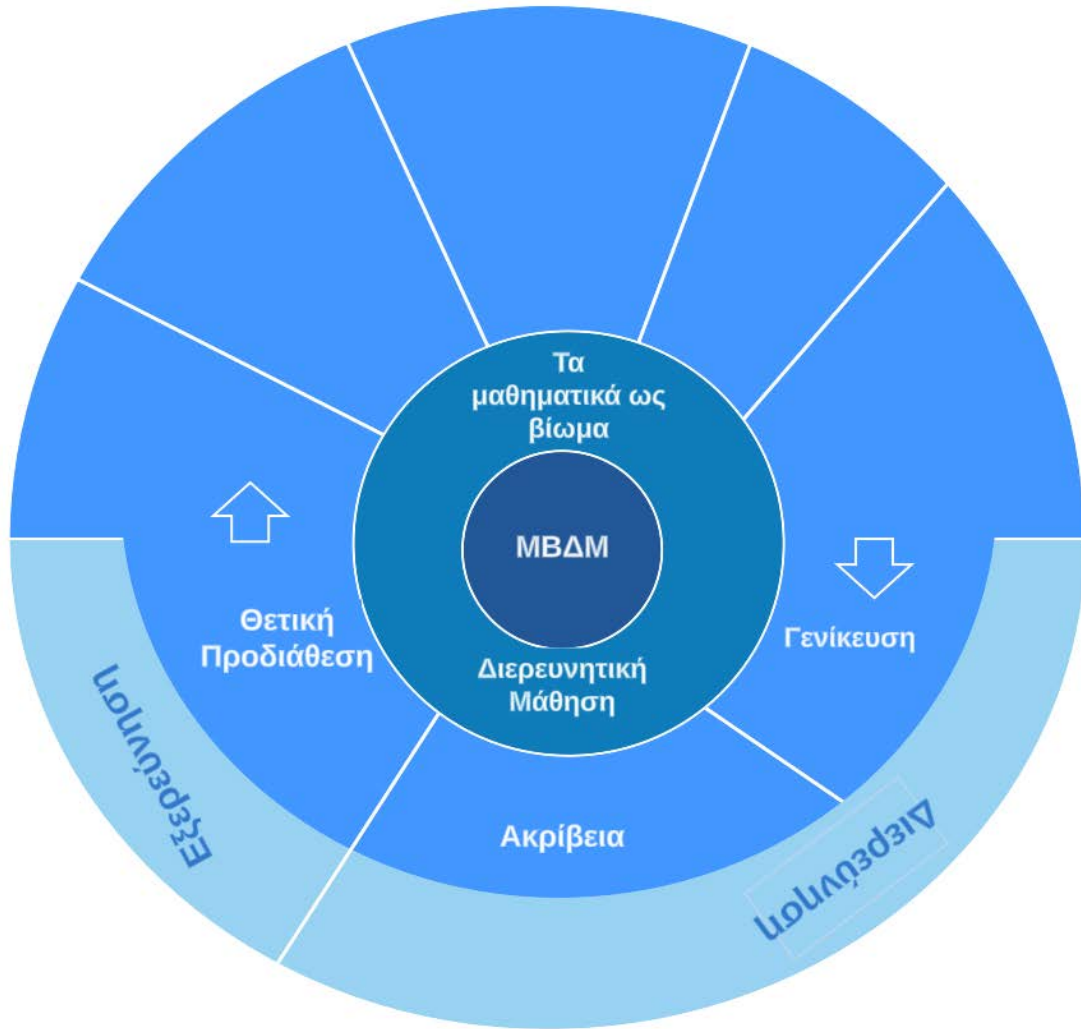 Τα
μαθηματικά ως
βίωμα
ΜΒΔΜ
Διερευνητική
Μάθηση
Θετική
Προδιάθεση
Γενίκευση
Ακρίβεια
Εξερεύνηση
Διερεύνηση